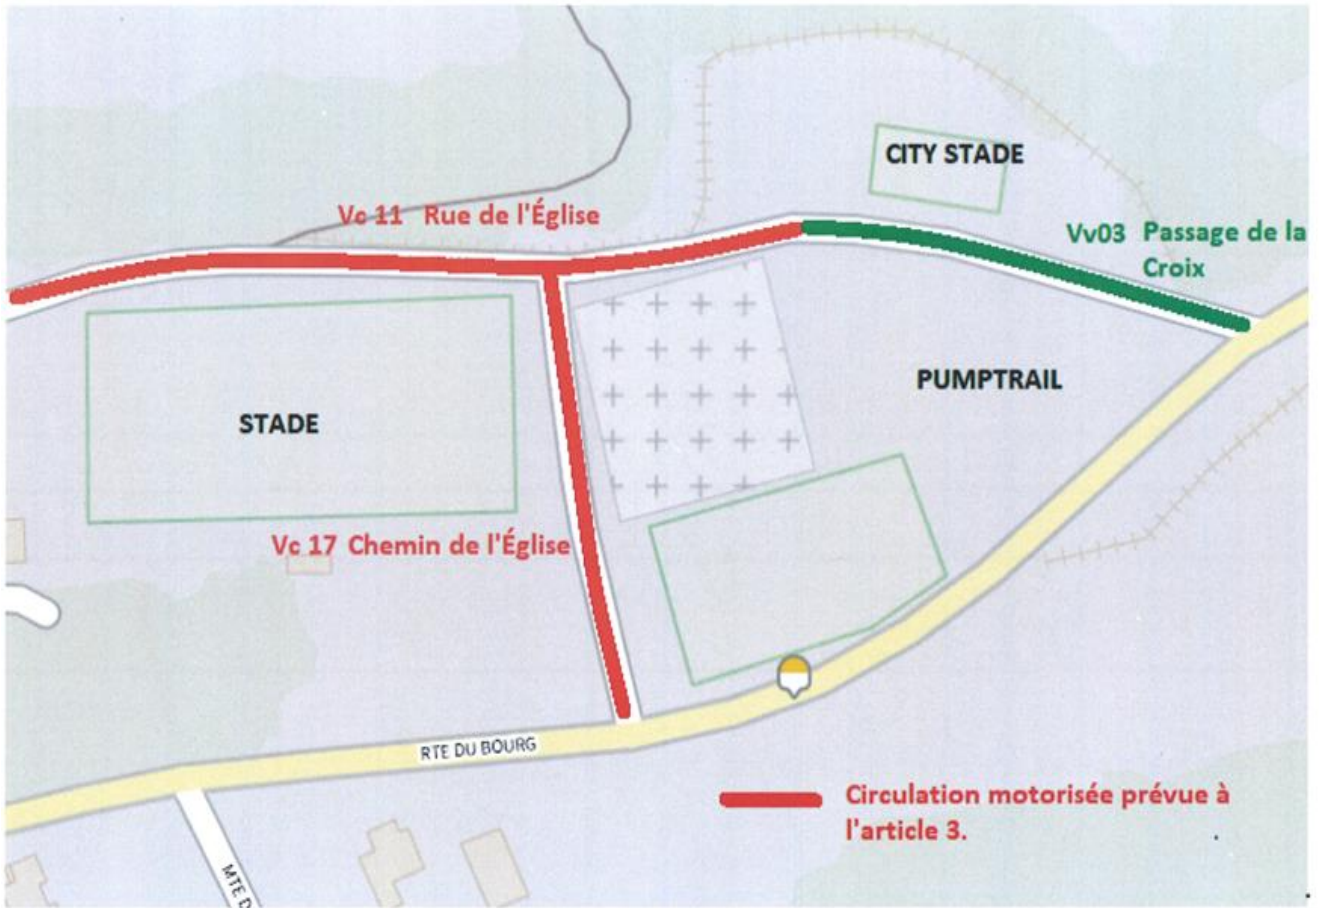 CITY STADE
Vc 11 Rue de l'Église
Vv03 Passage de la
Croix
PUMPTRAIL
STADE
Vc 17 Chemin de l'Église
RTE DU BOURG
Circulation motorisée prévue à
l'article 3.
MTE D